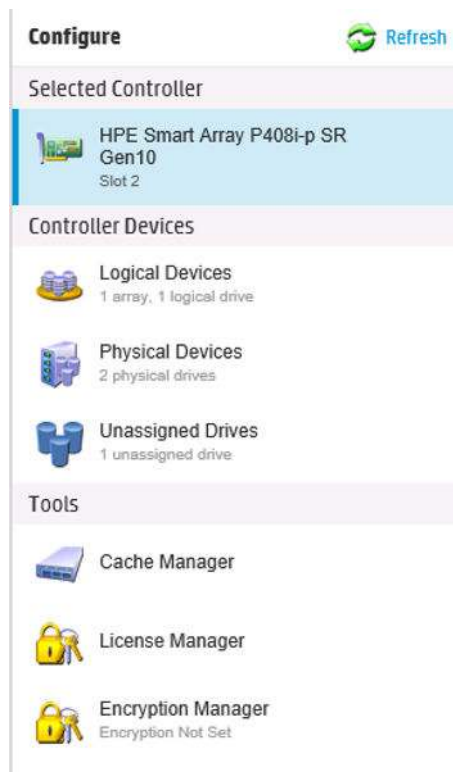 Configure
Refresh
Selected Controller
HPE Smart Array P408i-p SR
Gen10
Slot 2
Controller Devices
Logical Devices
1 array, 1 logical drive
Physical Devices
2 physical drives
Unassigned Drives
1 unassigned drive
Tools
Cache Manager
License Manager
Encryption Manager
Encryption Not Set